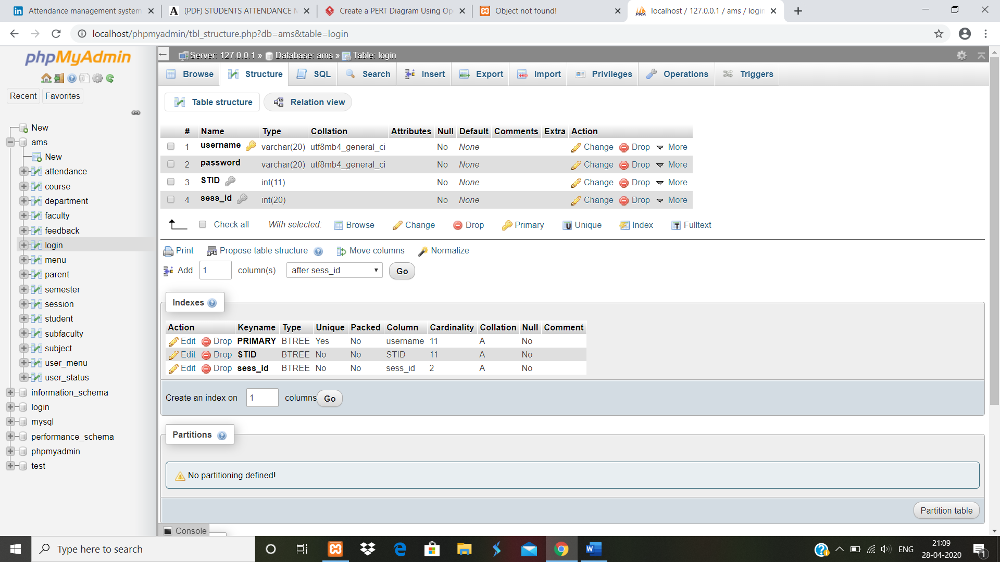 Attendance management system
(PDF) STUDENTS ATTENDANCE M
Create a PERT Diagram Using Op
Object not found!
localhost / 127.0.0.1 / ams / login
localhost/phpmyadmin/tbl_structure.php?db=ams&table=login
phpMyAdmin
Recent Favorites
New
ams
New
attendance
course
department
faculty
feedback
login
menu
parent
semester
session
student
subfaculty
subject
user_menu
user_status
information_schema
login
mysql
performance_schema
phpmyadmin
test
Server: 127.0.0.1 » Database: ams » Table: login
Browse Structure SQL Search Insert Export Import Privileges Operations Triggers
Table structure Relation view
# Name Type Collation Attributes Null Default Comments Extra Action
1 username varchar(20) utf8mb4_general_ci No None Change Drop More
2 password varchar(20) utf8mb4_general_ci No None Change Drop More
3 STID int(11) No None Change Drop More
4 sess_id int(20) No None Change Drop More
Check all With selected: Browse Change Drop Primary Unique Index Fulltext
Print Propose table structure Move columns Normalize
Add 1 column(s) after sess_id Go
Indexes
Action Keyname Type Unique Packed Column Cardinality Collation Null Comment
Edit Drop PRIMARY BTREE Yes No username 11 A No
Edit Drop STID BTREE No No STID 11 A No
Edit Drop sess_id BTREE No No sess_id 2 A No
Create an index on 1 columns Go
Partitions
No partitioning defined!
Partition table
Console
Type here to search
ENG
21:09
28-04-2020
1